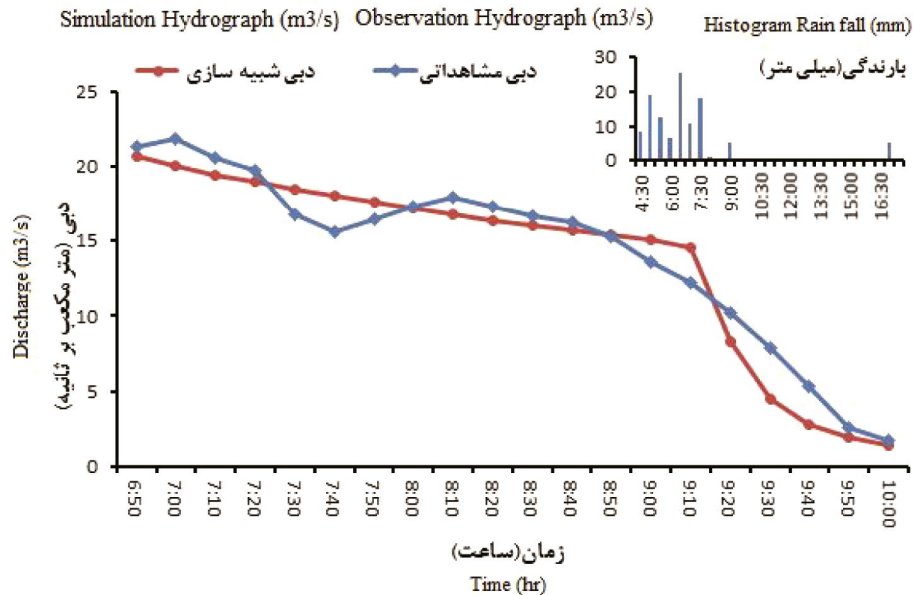 Simulation Hydrograph (m3/s) Observation Hydrograph (m3/s)
دبی شبیه سازی
دبی مشاهداتی
Histogram Rain fall (mm)
بارندگی(میلی متر)
30
20
10
0
4:30 6:00 7:30 9:00 10:30 12:00 13:30 15:00 16:30
Discharge (m3/s)
دبی (متر مکعب بر ثانیه)
25
20
15
10
5
0
6:50 7:00 7:10 7:20 7:30 7:40 7:50 8:00 8:10 8:20 8:30 8:40 8:50 9:00 9:10 9:20 9:30 9:40 9:50 10:00
زمان(ساعت)
Time (hr)